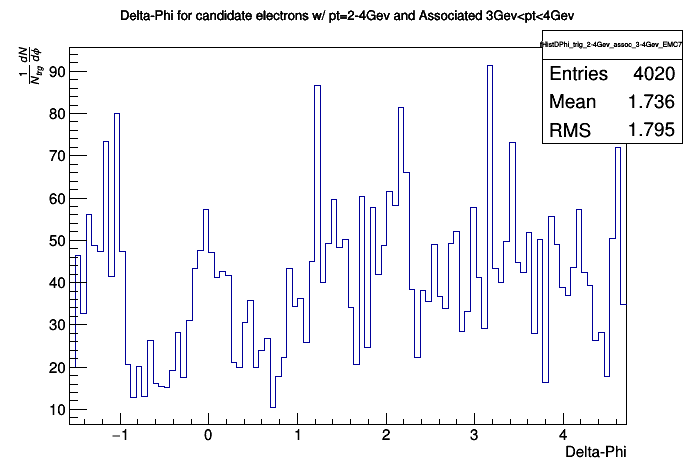 Delta-Phi for candidate electrons w/ pt=2-4Gev and Associated 3Gev<pt<4Gev
fHistDPhi_trig_2-4Gev_assoc_3-4Gev_EMC7
Entries 4020
Mean 1.736
RMS 1.795
1/N_trg dN/dϕ
90
80
70
60
50
40
30
20
10
−1 0 1 2 3 4
Delta-Phi